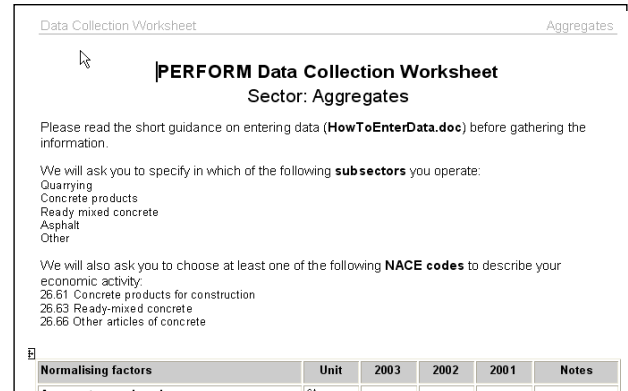 Data Collection Worksheet Aggregates
PERFORM Data Collection Worksheet
Sector: Aggregates
Please read the short guidance on entering data (HowToEnterData.doc) before gathering the
information.
We will ask you to specify in which of the following subsectors you operate:
Quarrying
Concrete products
Ready mixed concrete
Asphalt
Other
We will also ask you to choose at least one of the following NACE codes to describe your
economic activity:
26.61 Concrete products for construction
26.63 Ready-mixed concrete
26.66 Other articles of concrete
Normalising factors Unit 2003 2002 2001 Notes